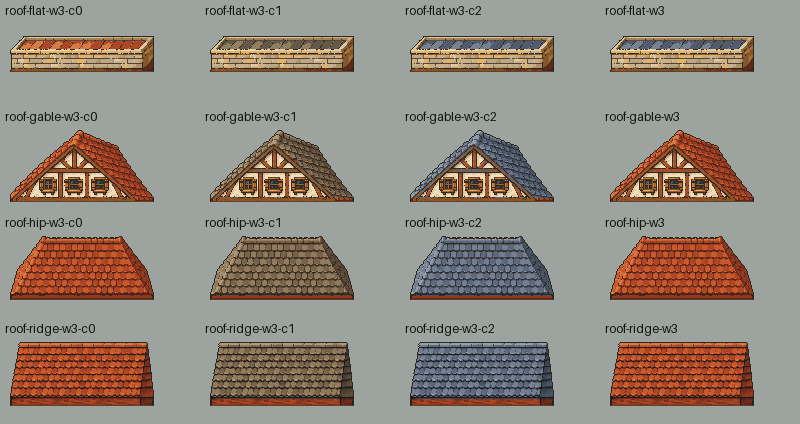 roof-flat-w3-c0 roof-flat-w3-c1 roof-flat-w3-c2 roof-flat-w3
roof-gable-w3-c0 roof-gable-w3-c1 roof-gable-w3-c2 roof-gable-w3
roof-hip-w3-c0 roof-hip-w3-c1 roof-hip-w3-c2 roof-hip-w3
roof-ridge-w3-c0 roof-ridge-w3-c1 roof-ridge-w3-c2 roof-ridge-w3